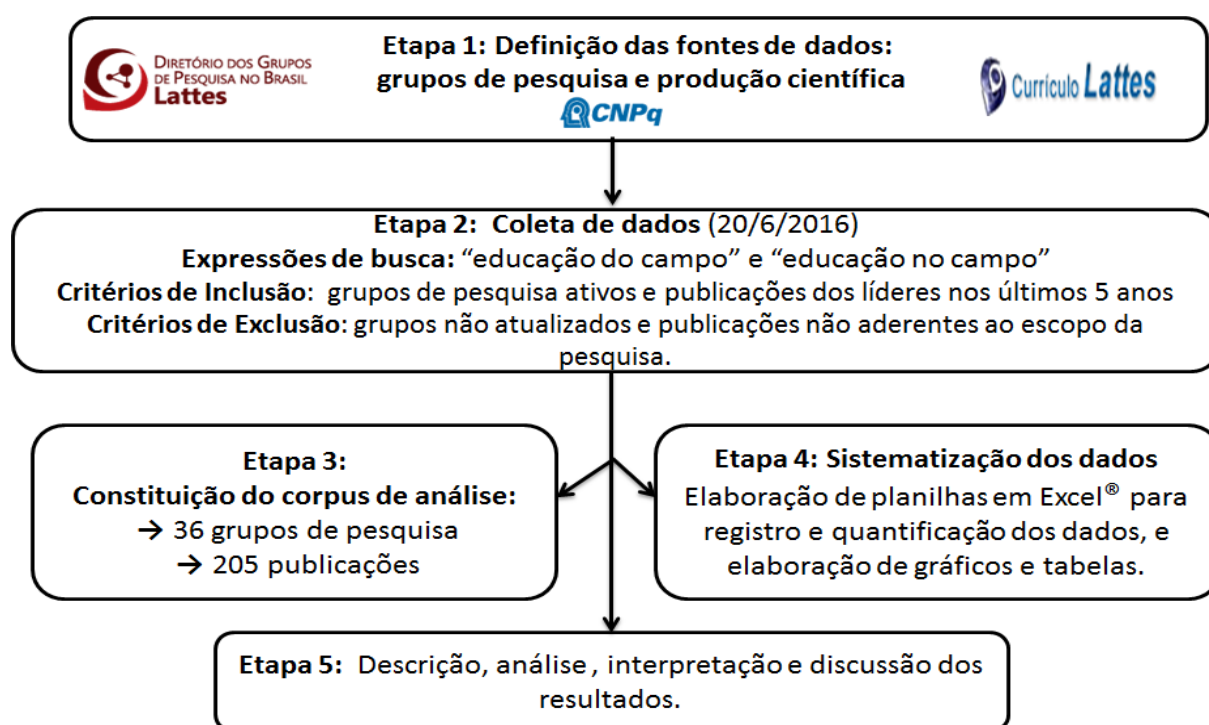 DIRETÓRIO DOS GRUPOS
DE PESQUISA NO BRASIL
Lattes
Etapa 1: Definição das fontes de dados:
grupos de pesquisa e produção científica
CNPq
Currículo Lattes
Etapa 2: Coleta de dados (20/6/2016)
Expressões de busca: “educação do campo” e “educação no campo”
Critérios de Inclusão: grupos de pesquisa ativos e publicações dos líderes nos últimos 5 anos
Critérios de Exclusão: grupos não atualizados e publicações não aderentes ao escopo da
pesquisa.
Etapa 3:
Constituição do corpus de análise:
→ 36 grupos de pesquisa
→ 205 publicações
Etapa 4: Sistematização dos dados
Elaboração de planilhas em Excel® para
registro e quantificação dos dados, e
elaboração de gráficos e tabelas.
Etapa 5: Descrição, análise , interpretação e discussão dos
resultados.